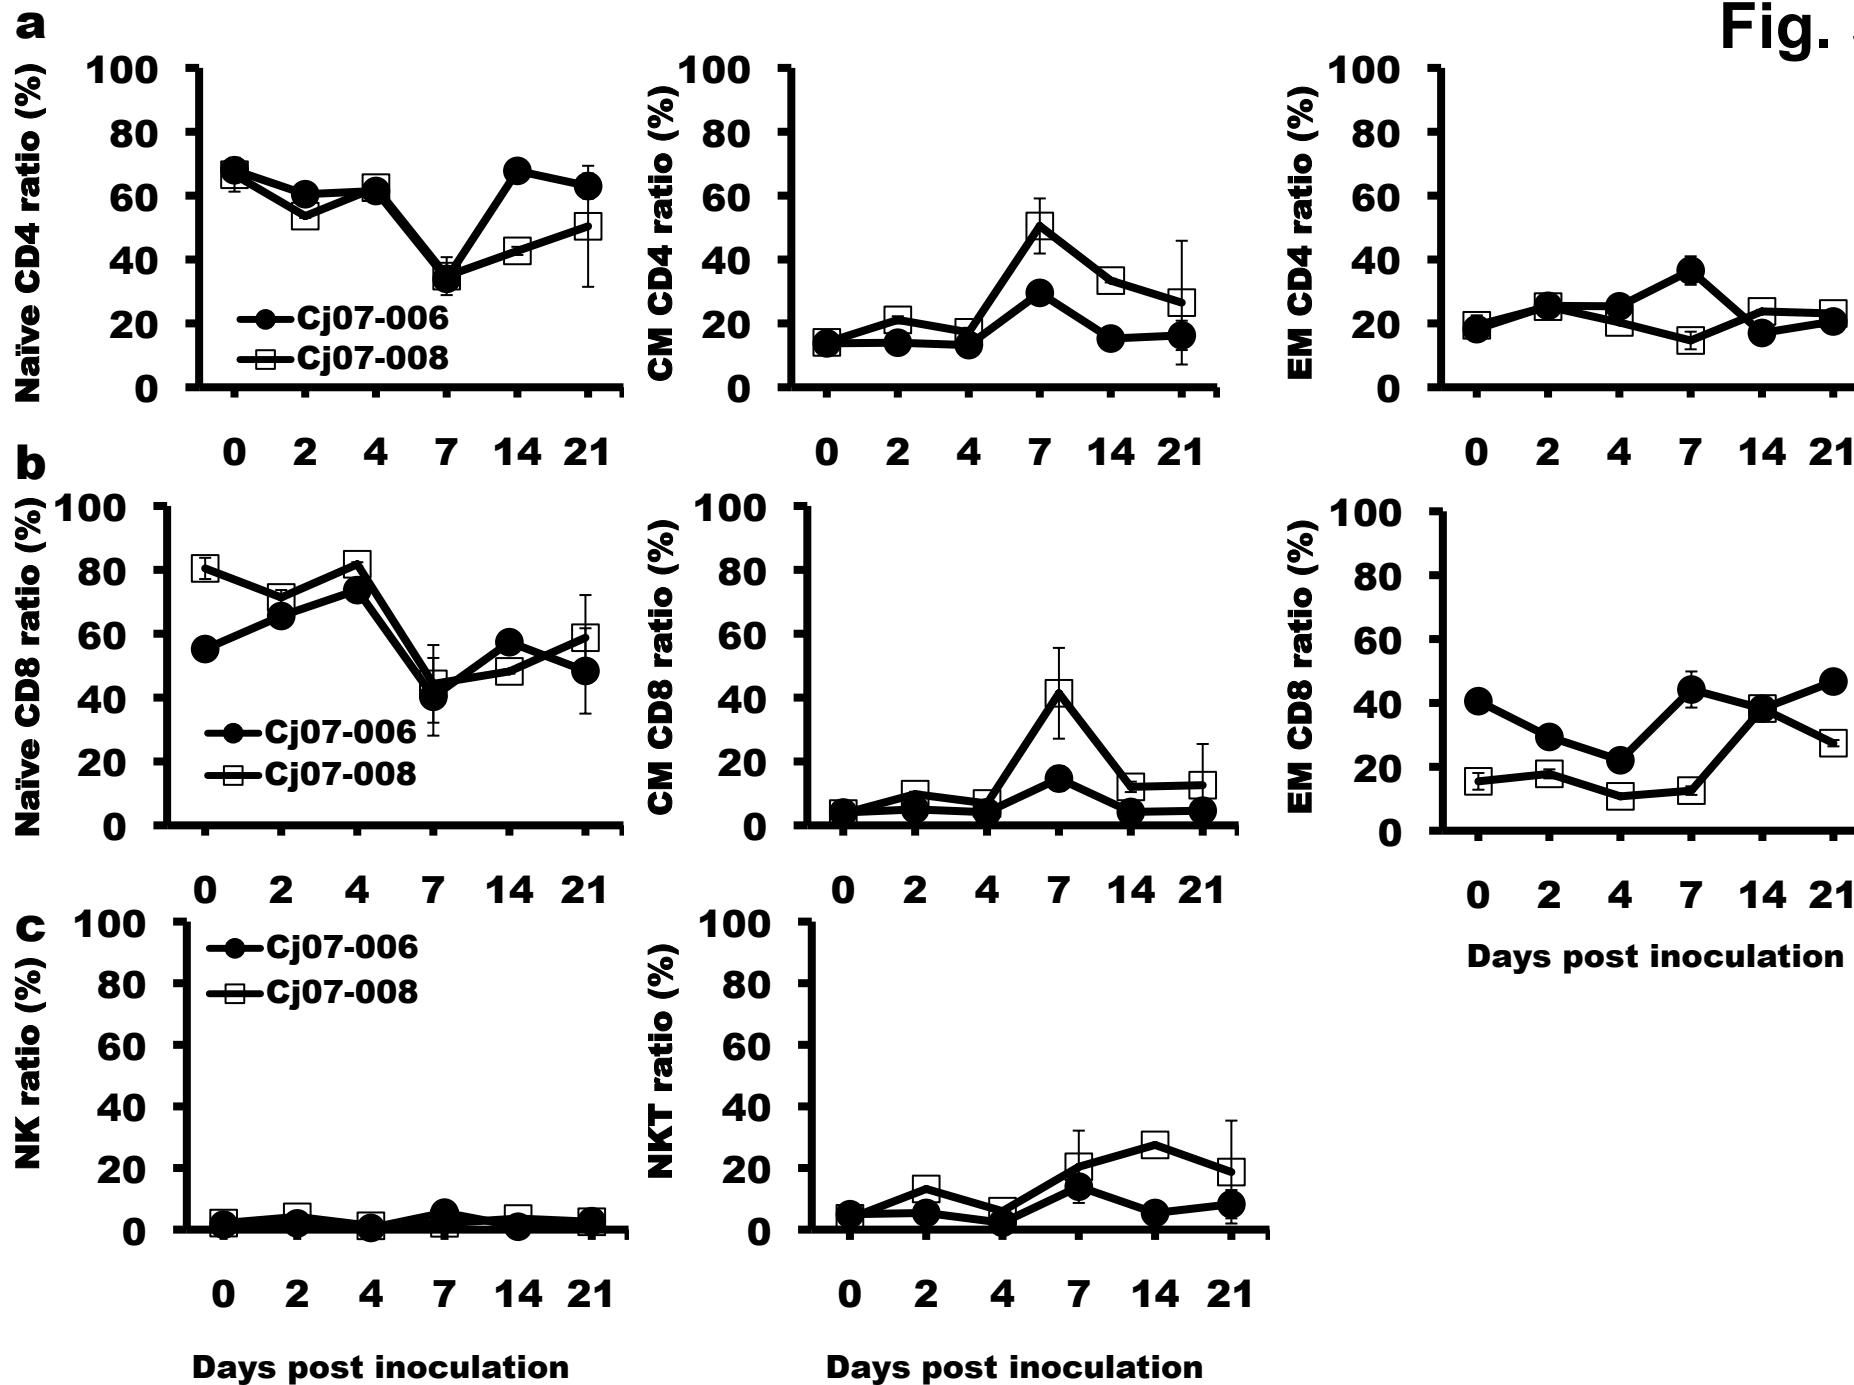 Fig.
a
Naïve CD4 ratio (%)
100
80
60
40
20
0
Cj07-006
Cj07-008
0 2 4 7 14 21
CM CD4 ratio (%)
100
80
60
40
20
0
0 2 4 7 14 21
EM CD4 ratio (%)
100
80
60
40
20
0
0 2 4 7 14 21
b
Naïve CD8 ratio (%)
100
80
60
40
20
0
Cj07-006
Cj07-008
0 2 4 7 14 21
CM CD8 ratio (%)
100
80
60
40
20
0
0 2 4 7 14 21
EM CD8 ratio (%)
100
80
60
40
20
0
0 2 4 7 14 21
Days post inoculation
c
NK ratio (%)
100
80
60
40
20
0
Cj07-006
Cj07-008
0 2 4 7 14 21
Days post inoculation
NKT ratio (%)
100
80
60
40
20
0
0 2 4 7 14 21
Days post inoculation